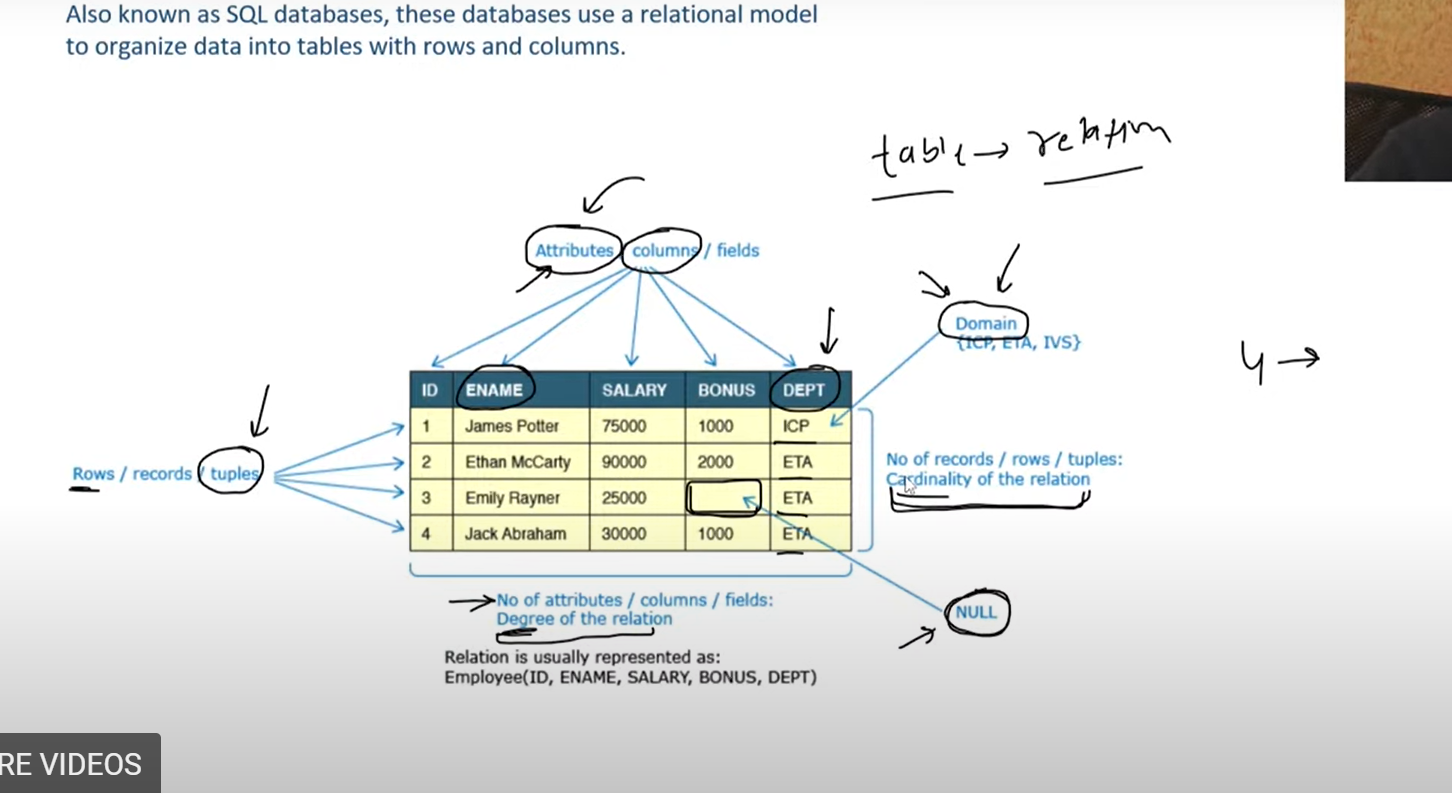 Also known as SQL databases, these databases use a relational model
to organize data into tables with rows and columns.
table → relation
Attributes / columns / fields
Domain
{ICP, ETA, IVS}
4 →
ID ENAME SALARY BONUS DEPT
1 James Potter 75000 1000 ICP
2 Ethan McCarty 90000 2000 ETA
3 Emily Rayner 25000 ETA
4 Jack Abraham 30000 1000 ETA
Rows / records / tuples
No of records / rows / tuples:
Cardinality of the relation
No of attributes / columns / fields:
Degree of the relation
NULL
Relation is usually represented as:
Employee(ID, ENAME, SALARY, BONUS, DEPT)
RE VIDEOS